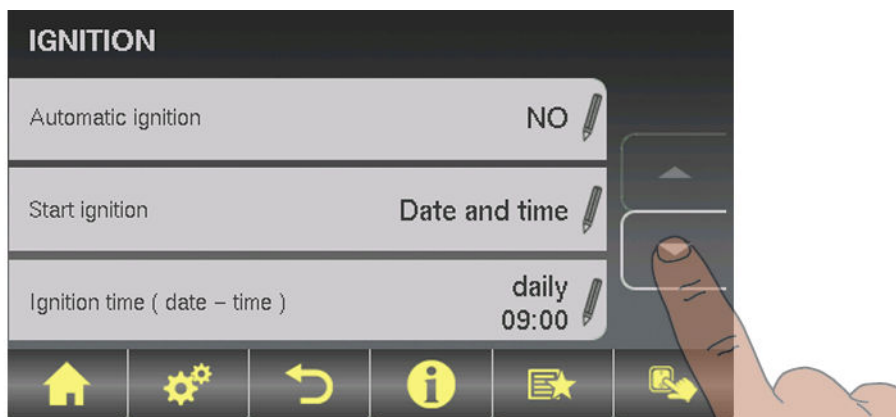 IGNITION
Automatic ignition NO
Start ignition Date and time
Ignition time ( date – time ) daily
09:00